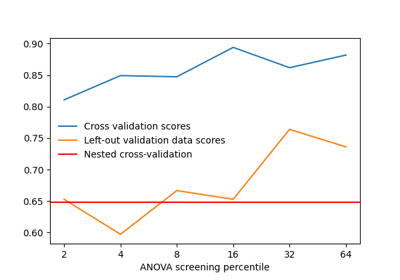 0.90
0.85
0.80
0.75
0.70
0.65
0.60
Cross validation scores
Left-out validation data scores
Nested cross-validation
2 4 8 16 32 64
ANOVA screening percentile